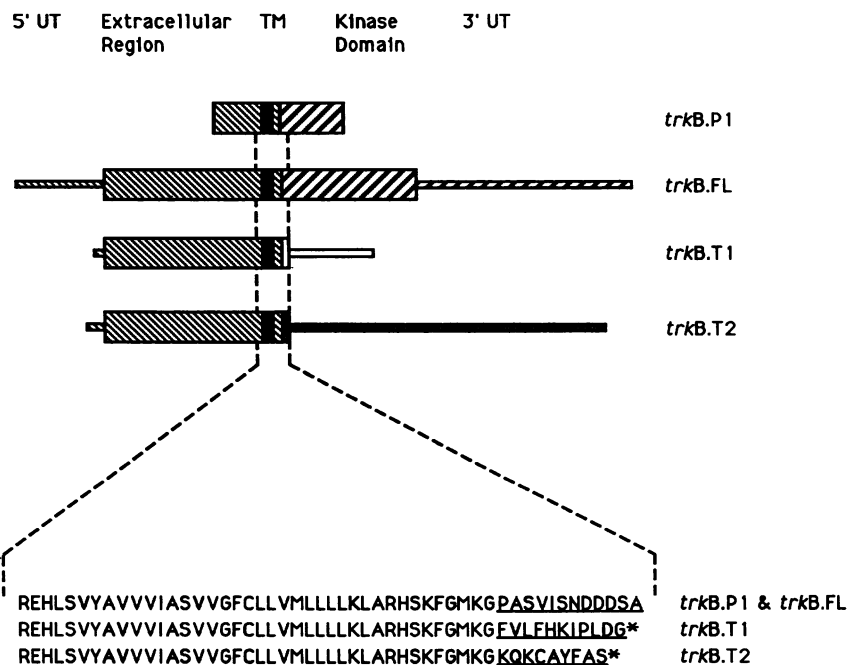 5' UT Extracellular Region TM Kinase Domain 3' UT
trkB.P1
trkB.FL
trkB.T1
trkB.T2
REHLSVYAVVVIASVVGFCLLVMLLLLKLARHSKFGMKGPASVISNDDDSA trkB.P1 & trkB.FL
REHLSVYAVVVIASVVGFCLLVMLLLLKLARHSKFGMKGFVLFHKIPLDG* trkB.T1
REHLSVYAVVVIASVVGFCLLVMLLLLKLARHSKFGMKGKQKCAYFAS* trkB.T2